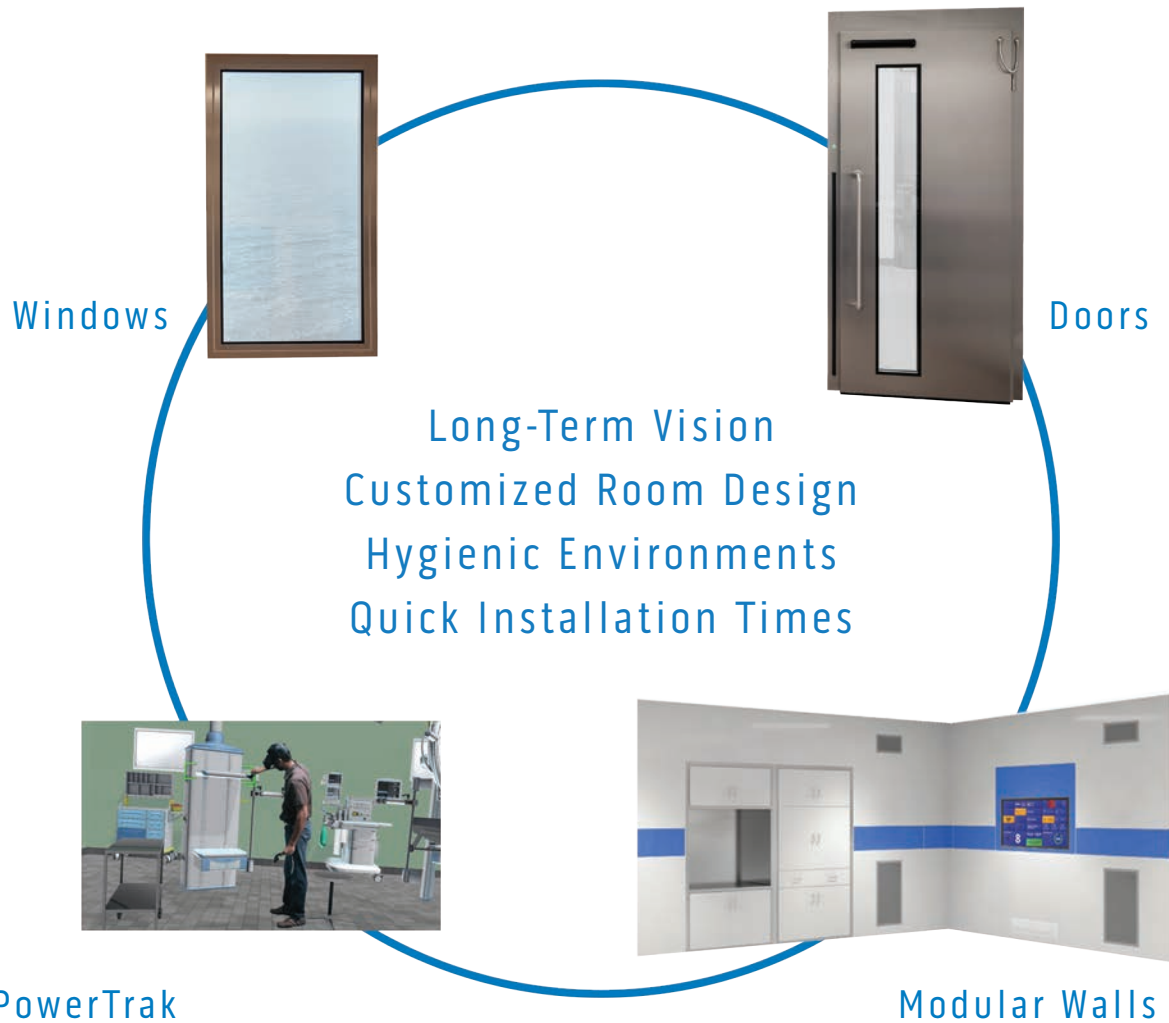 Windows
Doors
Long-Term Vision
Customized Room Design
Hygienic Environments
Quick Installation Times
PowerTrak
Modular Walls